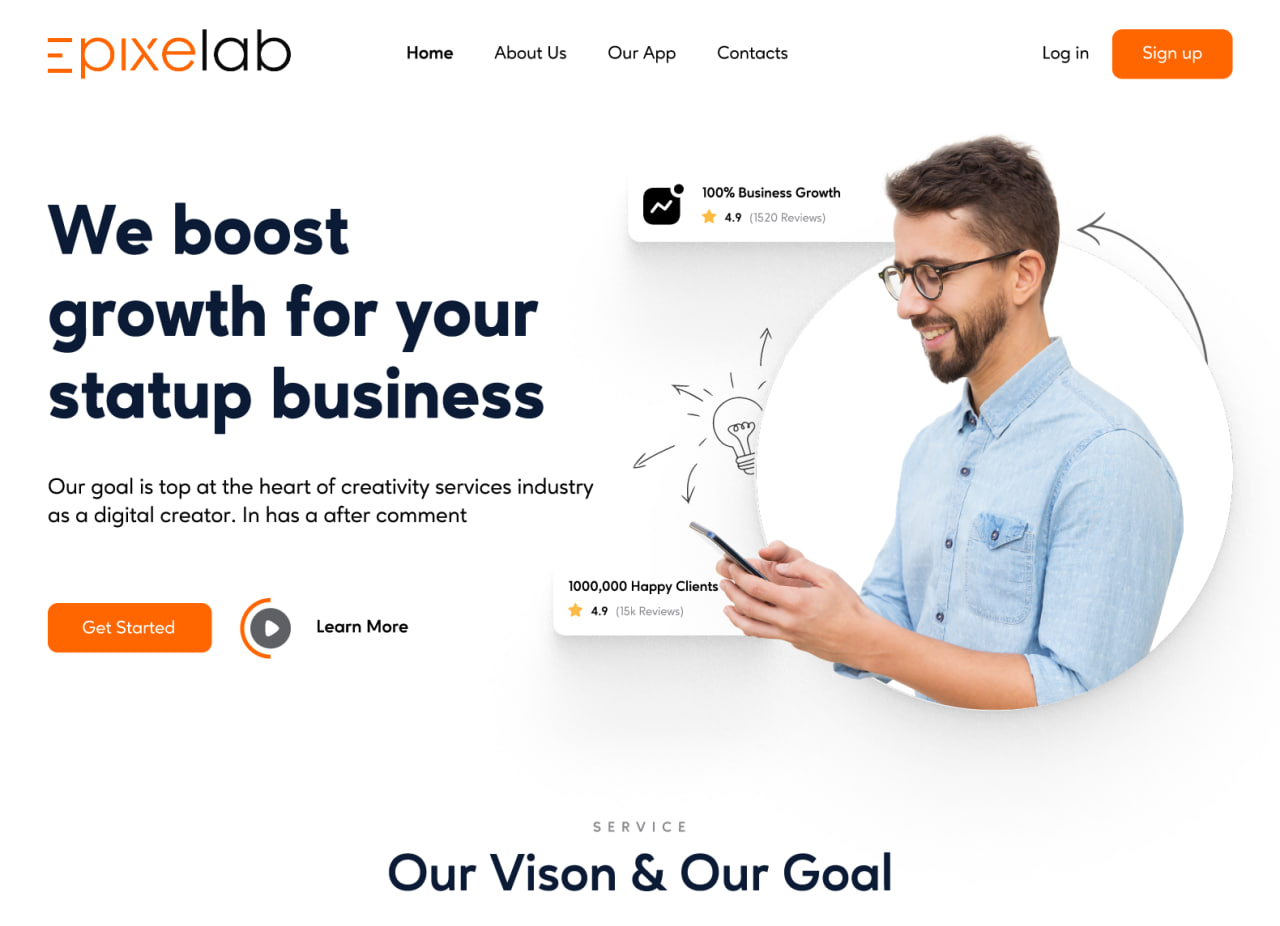 Epixelab
Home About Us Our App Contacts
Log in Sign up
100% Business Growth
4.9 (1520 Reviews)
We boost
growth for your
statup business
Our goal is top at the heart of creativity services industry
as a digital creator. In has a after comment
1000,000 Happy Clients
4.9 (15k Reviews)
Get Started
Learn More
SERVICE
Our Vison & Our Goal